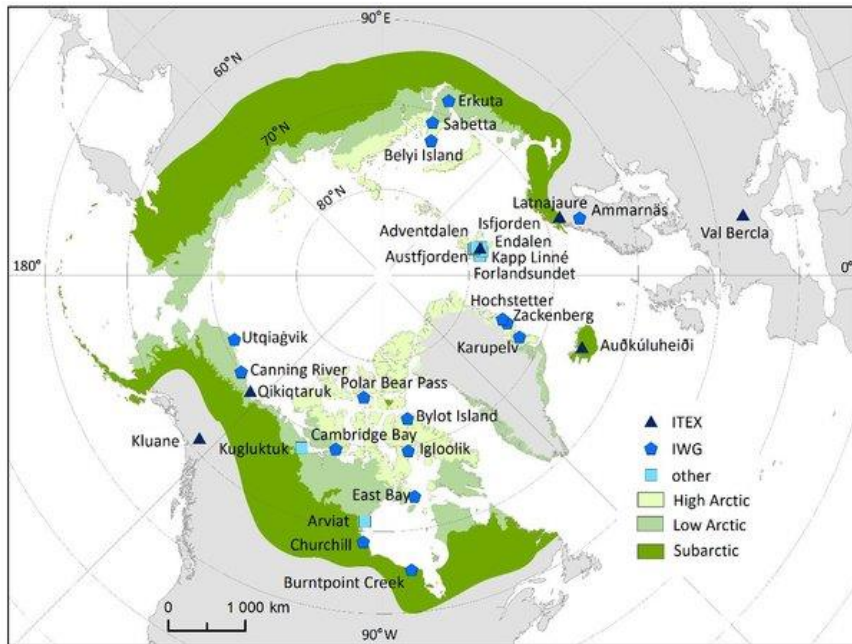 90°E
60°N
70°N
80°N
Erkuta
Sabetta
Belyi Island
Latnajaure
Ammarnäs
Isfjorden
Val Bercla
Adventdalen
Endalen
Austfjorden
Kapp Linné
Forlandsundet
180°
0°
Hochstetter
Zackenberg
Karupelv
Auðkúluheiði
Utqiaġvik
Canning River
Qikiqtaruk
Polar Bear Pass
Bylot Island
Kluane
Kugluktuk
Cambridge Bay
Igloolik
East Bay
Arviat
Churchill
Burntpoint Creek
ITEX
IWG
other
High Arctic
Low Arctic
Subarctic
0 1 000 km
90°W